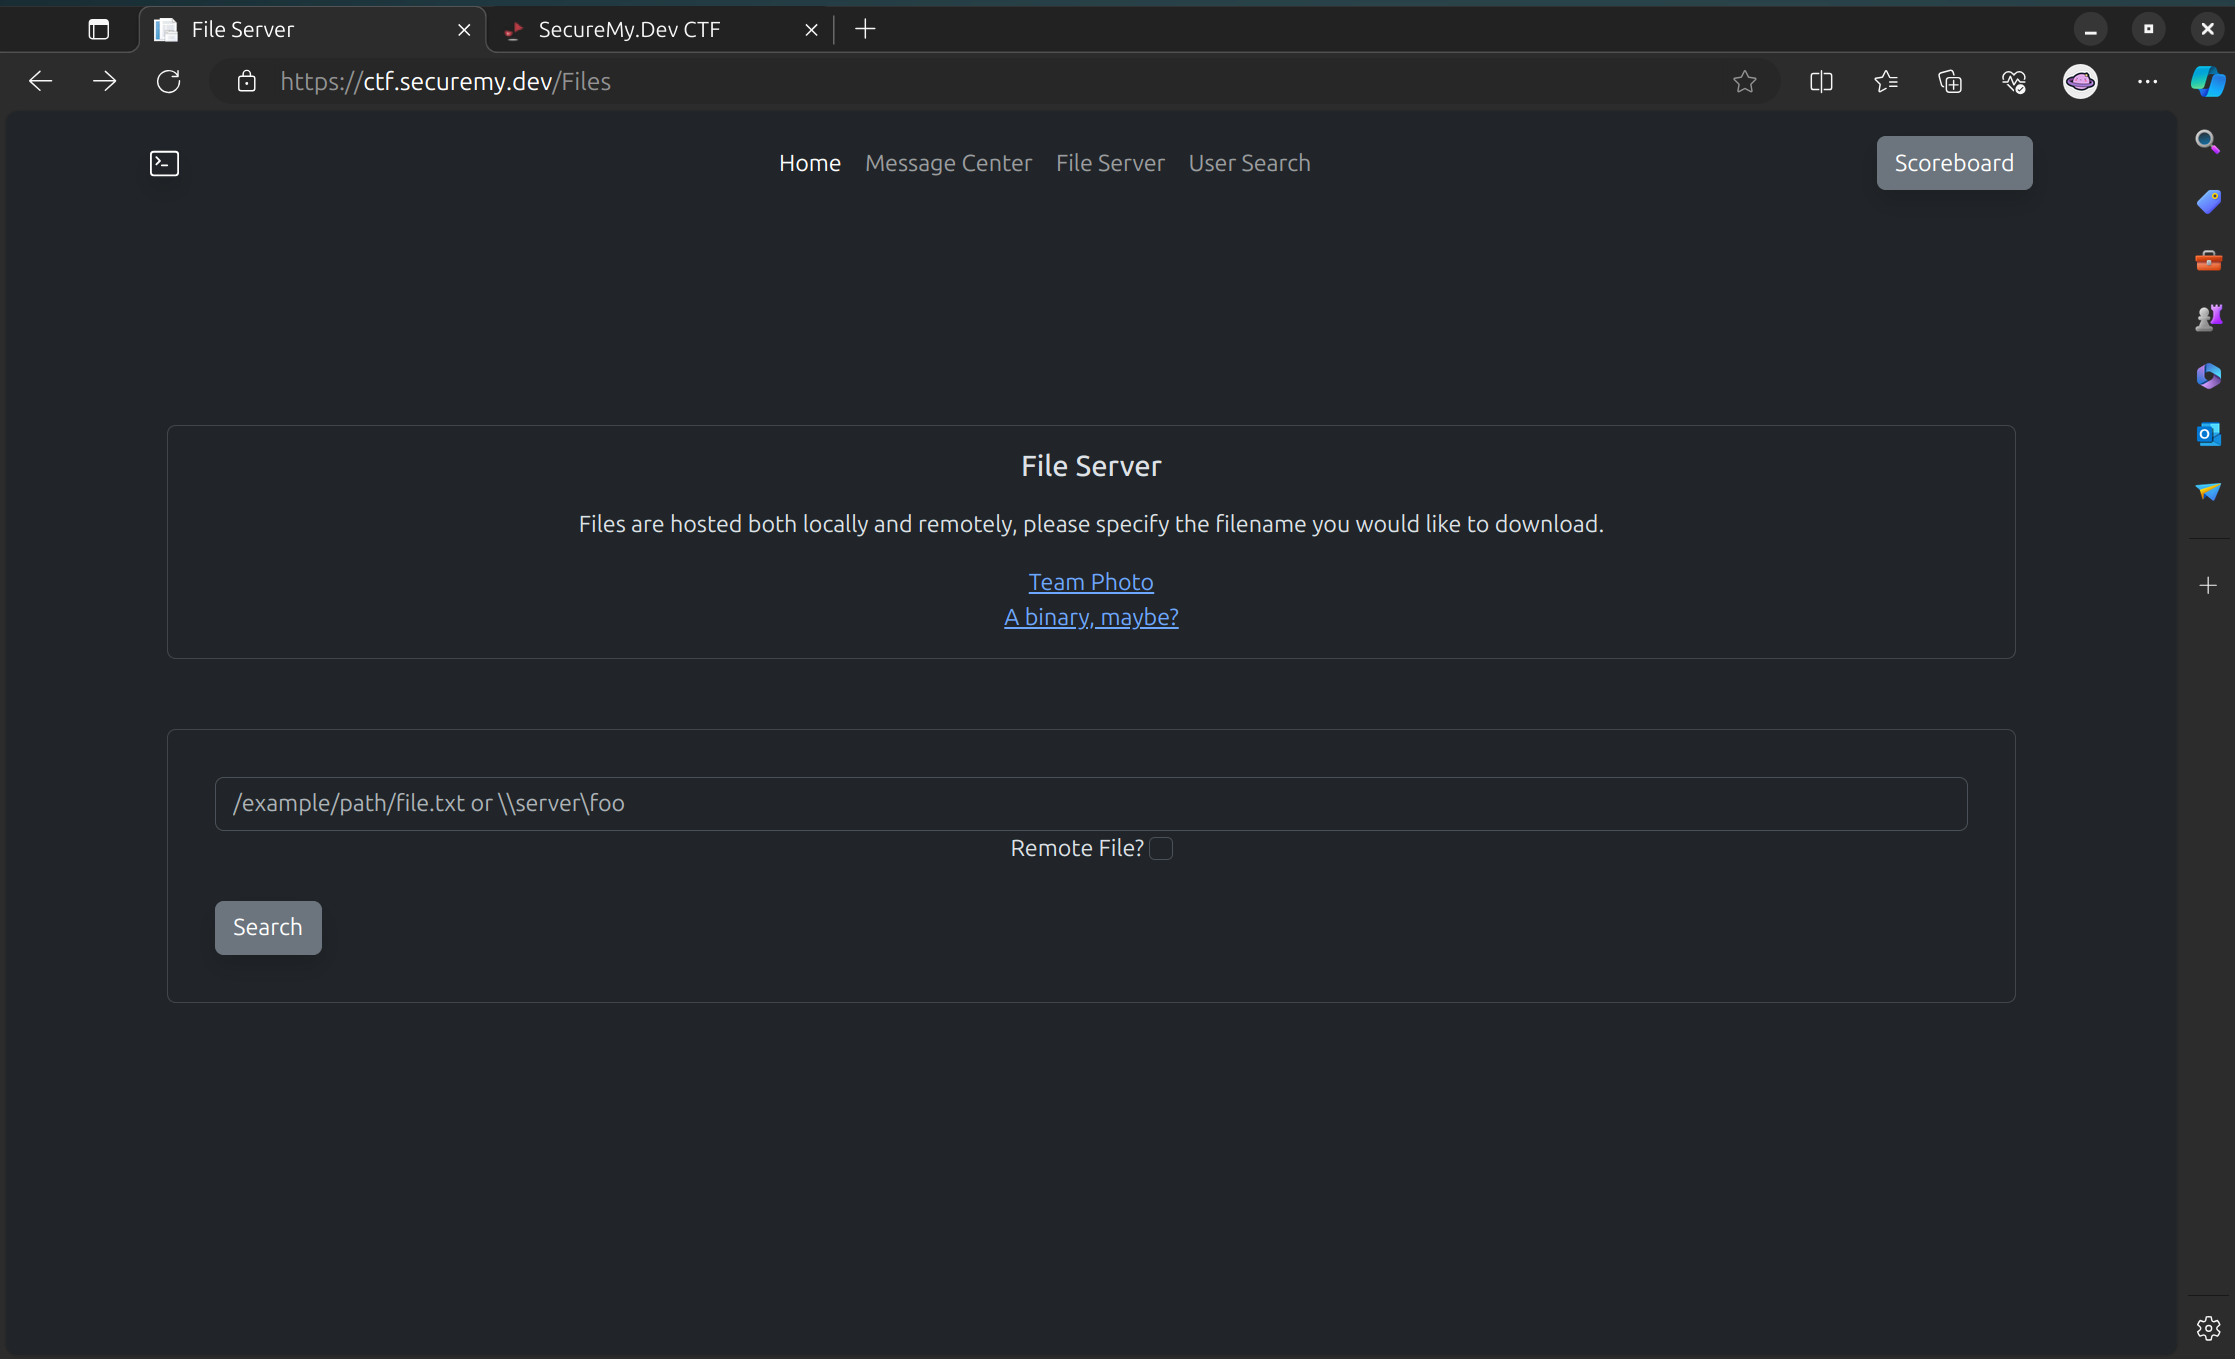 File Server
SecureMy.Dev CTF
https://ctf.securemy.dev/Files
Home
Message Center
File Server
User Search
Scoreboard
File Server
Files are hosted both locally and remotely, please specify the filename you would like to download.
Team Photo
A binary, maybe?
/example/path/file.txt or \\server\foo
Remote File?
Search